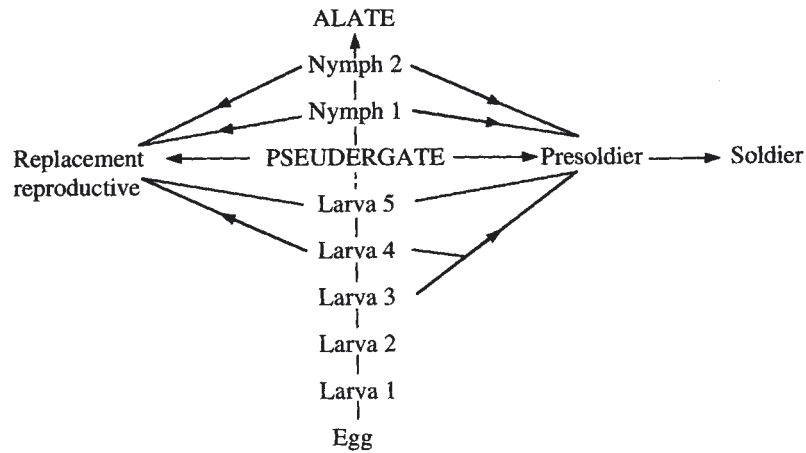 ALATE
Nymph 2
Nymph 1
Replacement
reproductive
PSEUDERGATE
Presoldier
Soldier
Larva 5
Larva 4
Larva 3
Larva 2
Larva 1
Egg